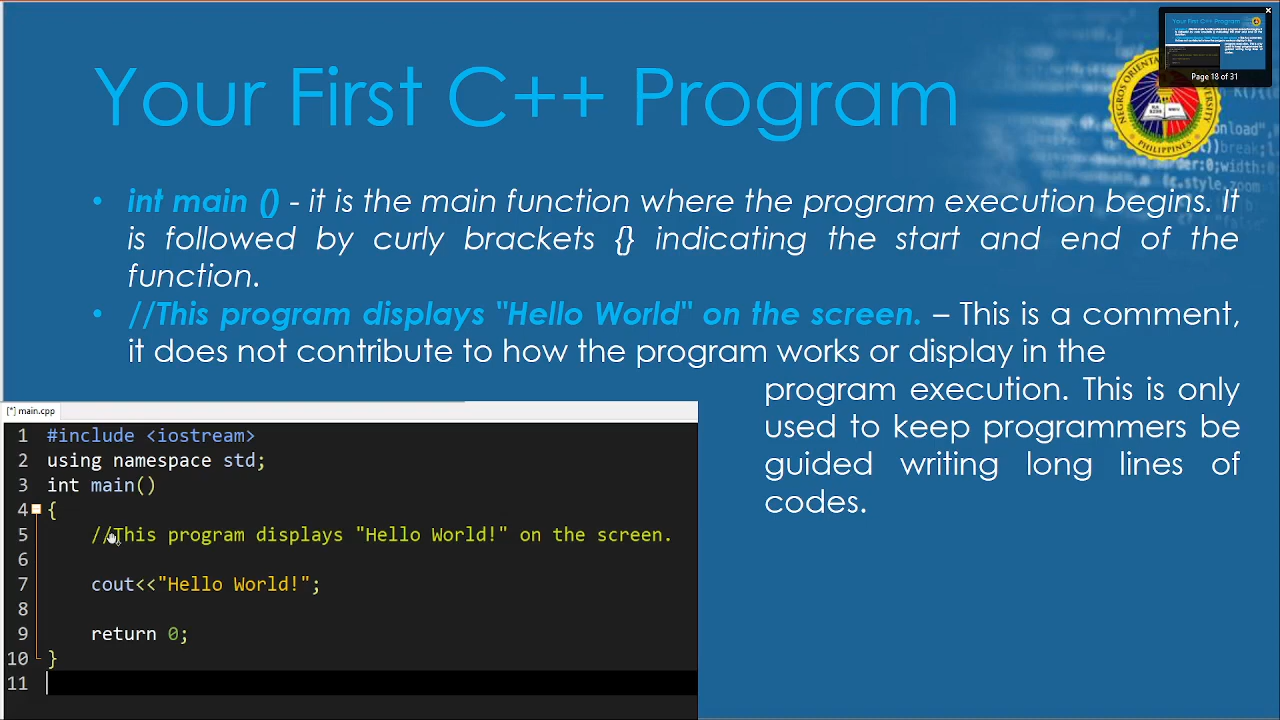 Your First C++ Program
Page 18 of 31
• int main () - it is the main function where the program execution begins. It
is followed by curly brackets {} indicating the start and end of the
function.
• //This program displays "Hello World" on the screen. – This is a comment,
it does not contribute to how the program works or display in the
program execution. This is only
used to keep programmers be
guided writing long lines of
codes.
[*] main.cpp
1 #include <iostream>
2 using namespace std;
3 int main()
4 {
5 //This program displays "Hello World!" on the screen.
6
7 cout<<"Hello World!";
8
9 return 0;
10 }
11
NEGROS ORIENTAL
PHILIPPINES